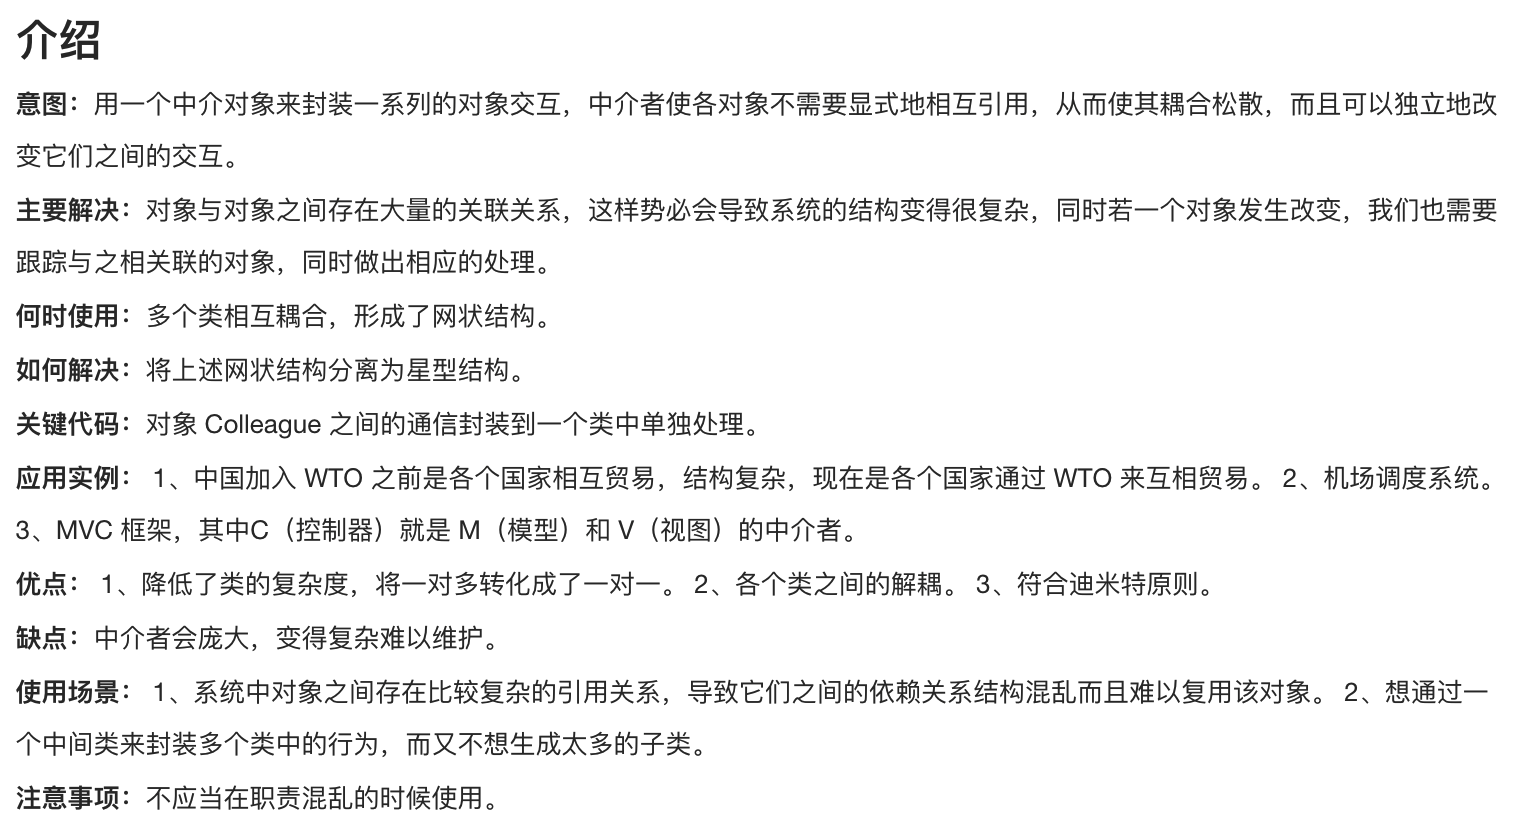 介绍
意图：用一个中介对象来封装一系列的对象交互，中介者使各对象不需要显式地相互引用，从而使其耦合松散，而且可以独立地改
变它们之间的交互。
主要解决：对象与对象之间存在大量的关联关系，这样势必会导致系统的结构变得很复杂，同时若一个对象发生改变，我们也需要
跟踪与之相关联的对象，同时做出相应的处理。
何时使用：多个类相互耦合，形成了网状结构。
如何解决：将上述网状结构分离为星型结构。
关键代码：对象 Colleague 之间的通信封装到一个类中单独处理。
应用实例： 1、中国加入 WTO 之前是各个国家相互贸易，结构复杂，现在是各个国家通过 WTO 来互相贸易。 2、机场调度系统。
3、MVC 框架，其中C（控制器）就是 M（模型）和 V（视图）的中介者。
优点： 1、降低了类的复杂度，将一对多转化成了一对一。 2、各个类之间的解耦。 3、符合迪米特原则。
缺点：中介者会庞大，变得复杂难以维护。
使用场景： 1、系统中对象之间存在比较复杂的引用关系，导致它们之间的依赖关系结构混乱而且难以复用该对象。 2、想通过一
个中间类来封装多个类中的行为，而又不想生成太多的子类。
注意事项：不应当在职责混乱的时候使用。